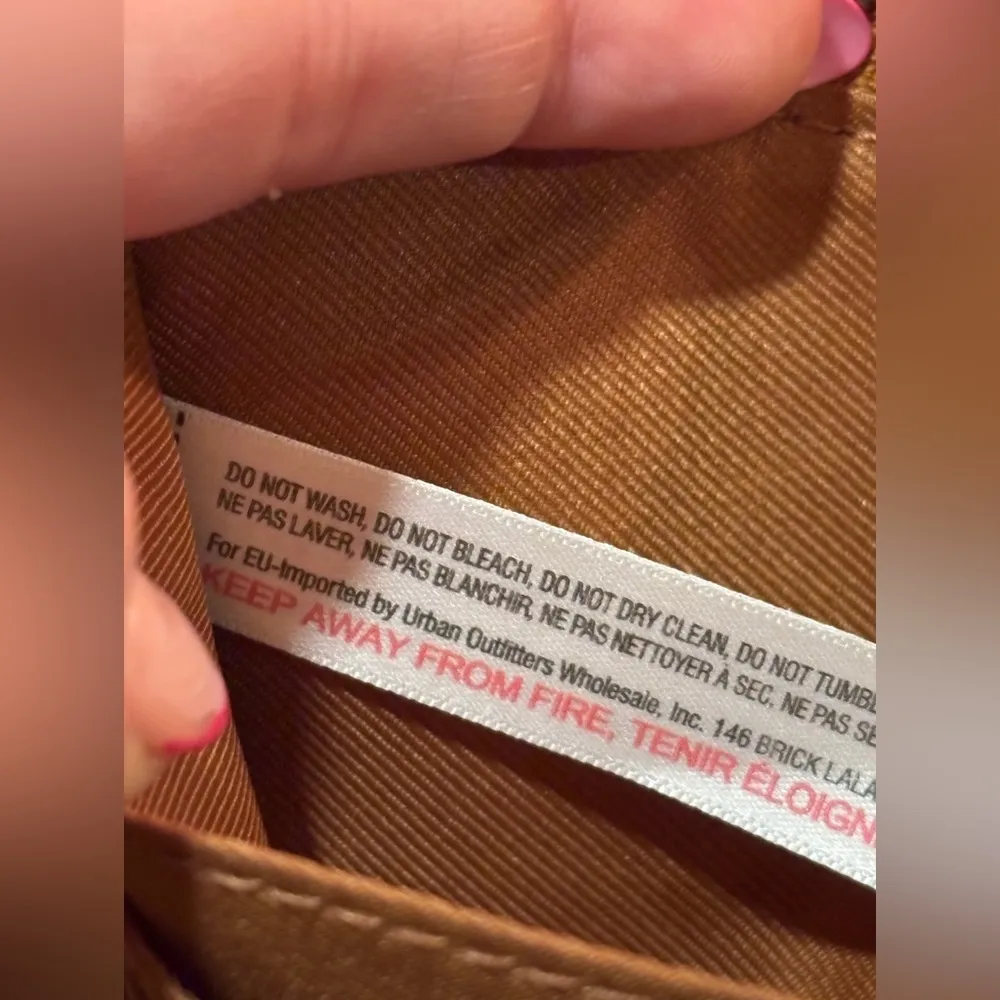 DO NOT WASH, DO NOT BLEACH, DO NOT DRY CLEAN, DO NOT TUMBL
NE PAS LAVER, NE PAS BLANCHIR, NE PAS NETTOYER À SEC, NE PAS SE
For EU-Imported by Urban Outfitters Wholesale, Inc. 146 BRICK LALA
KEEP AWAY FROM FIRE, TENIR ÉLOIGN